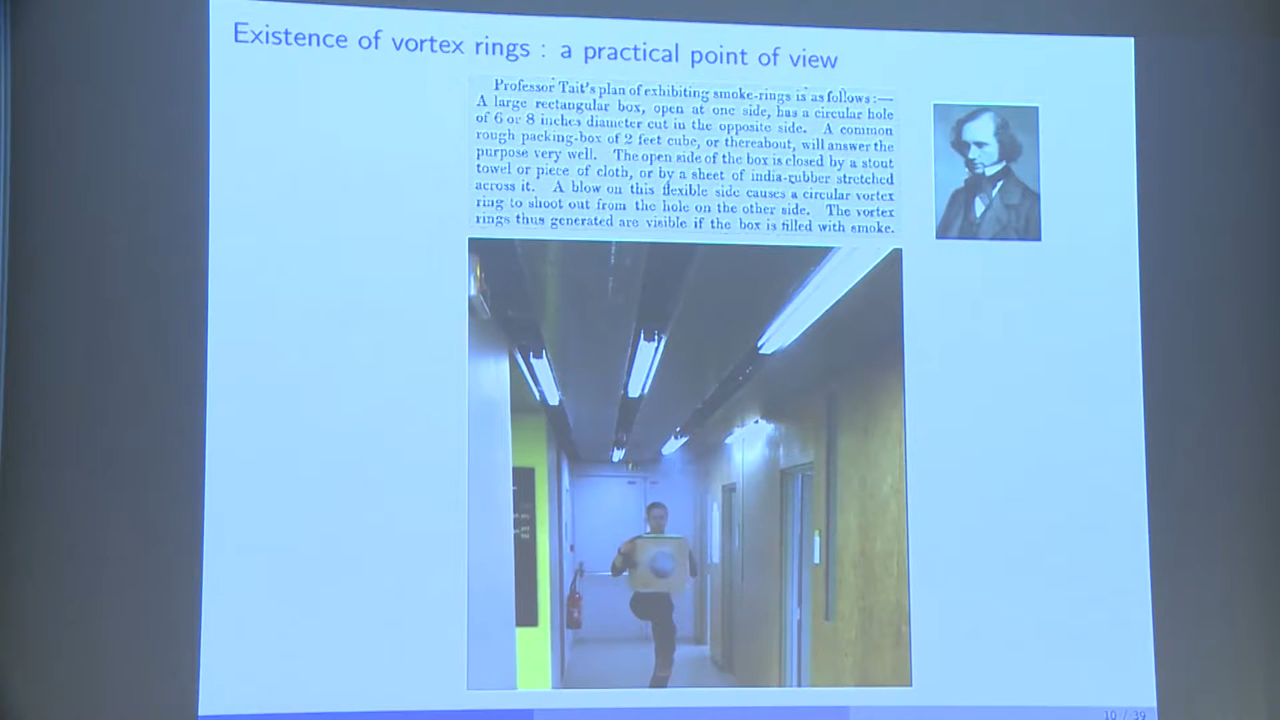 Existence of vortex rings : a practical point of view
Professor Tait's plan of exhibiting smoke-rings is as follows:—
A large rectangular box, open at one side, has a circular hole
of 6 or 8 inches diameter cut in the opposite side. A common
rough packing-box of 2 feet cube, or thereabout, will answer the
purpose very well. The open side of the box is closed by a stout
towel or piece of cloth, or by a sheet of india-rubber stretched
across it. A blow on this flexible side causes a circular vortex
ring to shoot out from the hole on the other side. The vortex
rings thus generated are visible if the box is filled with smoke.
10 / 39